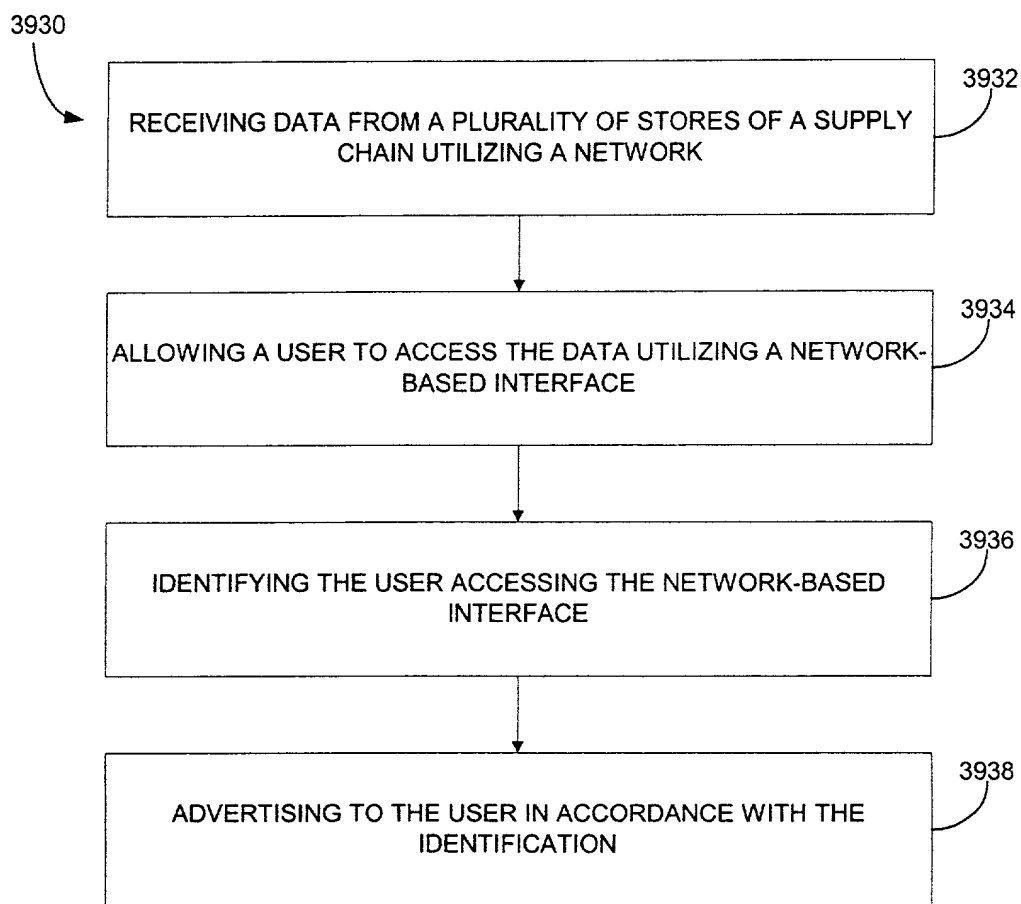 3930
3932
RECEIVING DATA FROM A PLURALITY OF STORES OF A SUPPLY
CHAIN UTILIZING A NETWORK
3934
ALLOWING A USER TO ACCESS THE DATA UTILIZING A NETWORK-
BASED INTERFACE
3936
IDENTIFYING THE USER ACCESSING THE NETWORK-BASED
INTERFACE
3938
ADVERTISING TO THE USER IN ACCORDANCE WITH THE
IDENTIFICATION